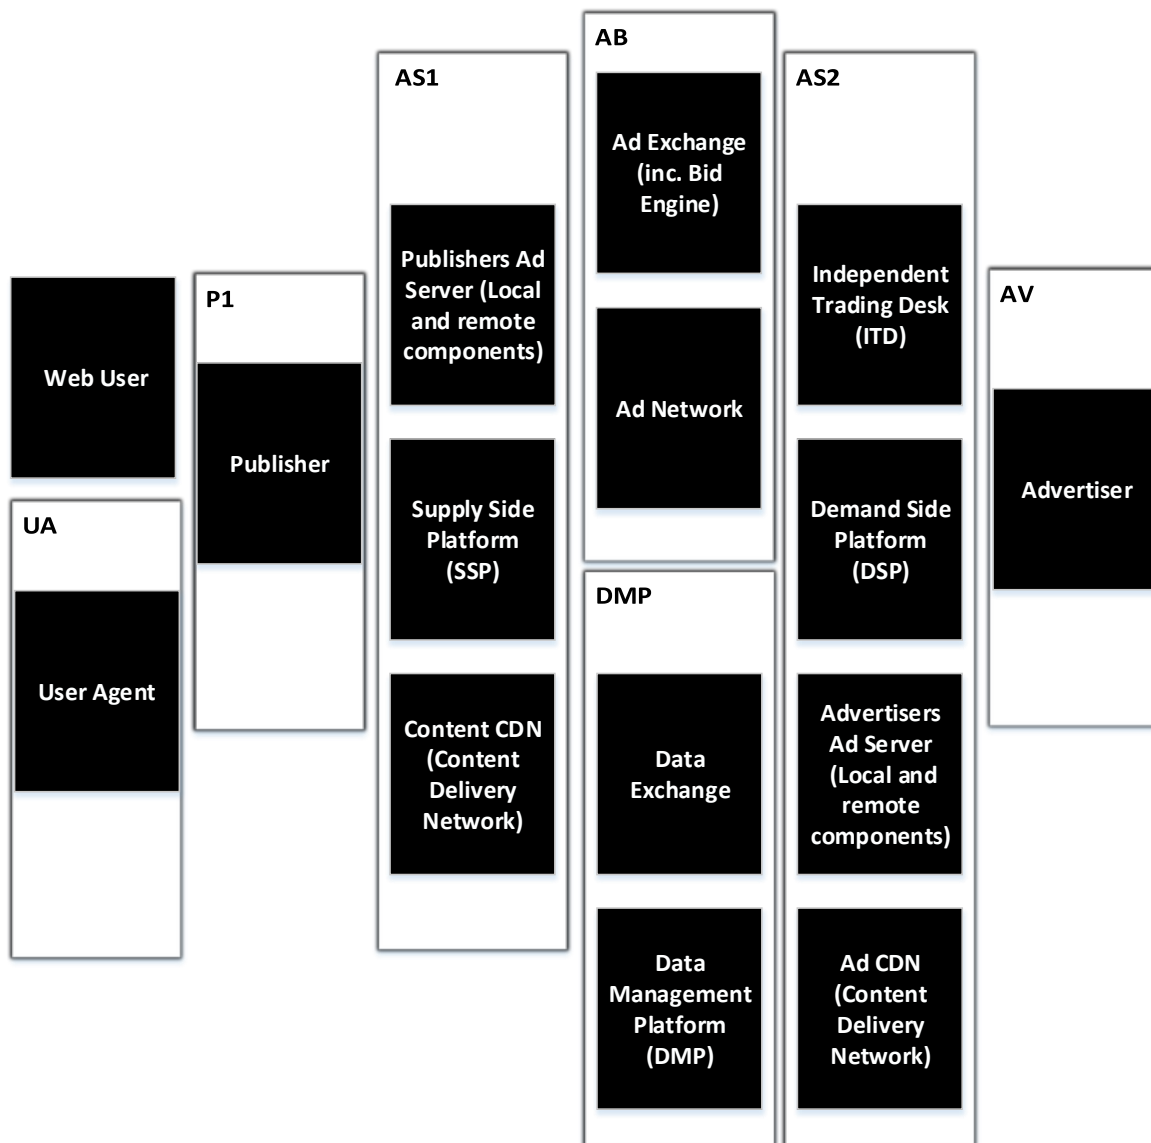 Web User
UA
User Agent
P1
Publisher
AS1
Publishers Ad
Server (Local
and remote
components)
Supply Side
Platform
(SSP)
Content CDN
(Content
Delivery
Network)
AB
Ad Exchange
(inc. Bid
Engine)
Ad Network
DMP
Data
Exchange
Data
Management
Platform
(DMP)
AS2
Independent
Trading Desk
(ITD)
Demand Side
Platform
(DSP)
Advertisers
Ad Server
(Local and
remote
components)
Ad CDN
(Content
Delivery
Network)
AV
Advertiser